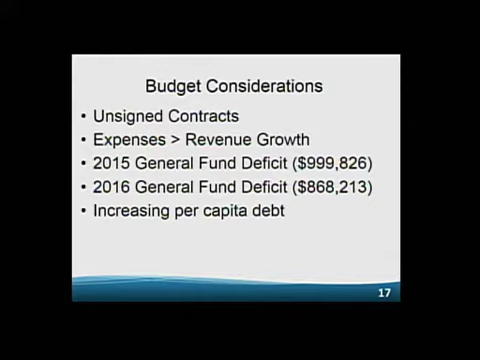 Budget Considerations
• Unsigned Contracts
• Expenses > Revenue Growth
• 2015 General Fund Deficit ($999,826)
• 2016 General Fund Deficit ($868,213)
• Increasing per capita debt
17